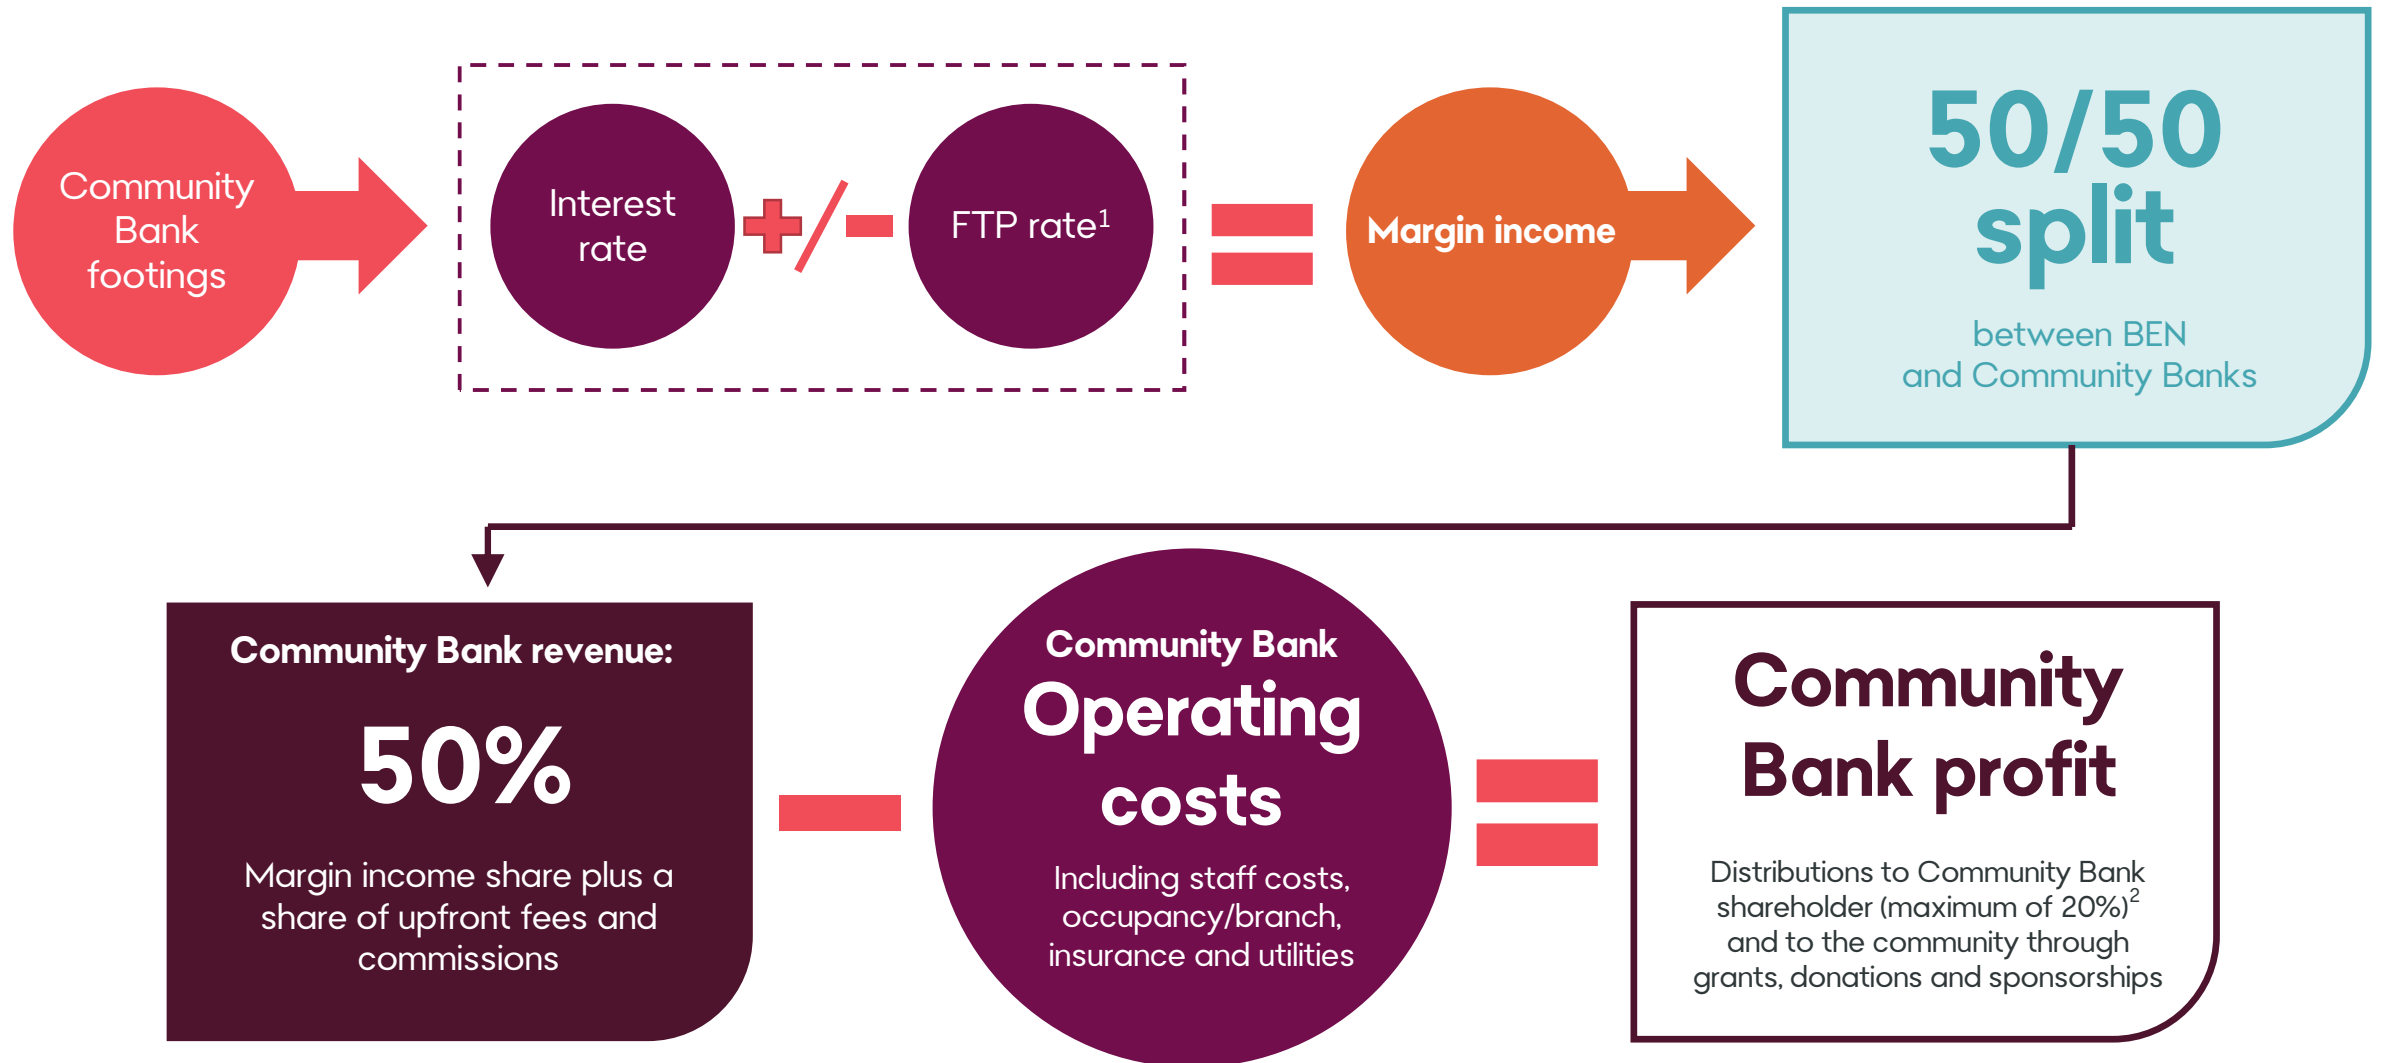 Community
Bank
footings
Interest
rate
+/-
FTP rate¹
=
Margin income
50/50
split
between BEN
and Community Banks
Community Bank revenue:
50%
Margin income share plus a
share of upfront fees and
commissions
-
Community Bank
Operating
costs
Including staff costs,
occupancy/branch,
insurance and utilities
=
Community
Bank profit
Distributions to Community Bank
shareholder (maximum of 20%)²
and to the community through
grants, donations and sponsorships